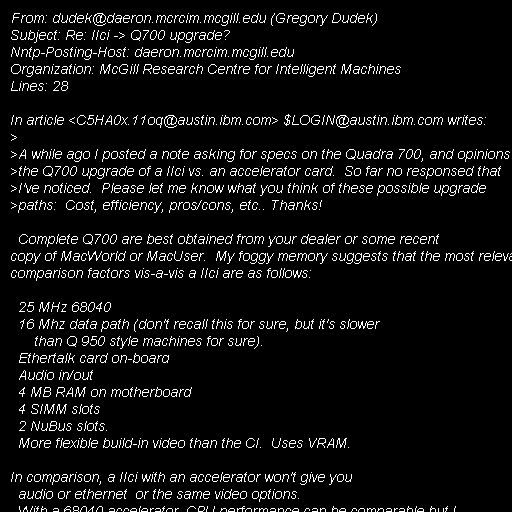 From: dudek@daeron.mcrcim.mcgill.edu (Gregory Dudek)
Subject: Re: IIci -> Q700 upgrade?
Nntp-Posting-Host: daeron.mcrcim.mcgill.edu
Organization: McGill Research Centre for Intelligent Machines
Lines: 28

In article <C5HA0x.11oq@austin.ibm.com> $LOGIN@austin.ibm.com writes:
>
>A while ago I posted a note asking for specs on the Quadra 700, and opinions
>the Q700 upgrade of a IIci vs. an accelerator card.  So far no responsed that
>I've noticed.  Please let me know what you think of these possible upgrade
>paths:  Cost, efficiency, pros/cons, etc.. Thanks!

  Complete Q700 are best obtained from your dealer or some recent
copy of MacWorld or MacUser.  My foggy memory suggests that the most releva
comparison factors vis-a-vis a IIci are as follows:

  25 MHz 68040
  16 Mhz data path (don't recall this for sure, but it's slower
      than Q 950 style machines for sure).
  Ethertalk card on-board
  Audio in/out
  4 MB RAM on motherboard
  4 SIMM slots
  2 NuBus slots.
  More flexible build-in video than the CI.  Uses VRAM.

In comparison, a IIci with an accelerator won't give you
  audio or ethernet  or the same video options.
  With a 68040 accelerator, CPU performance can be comparable but I